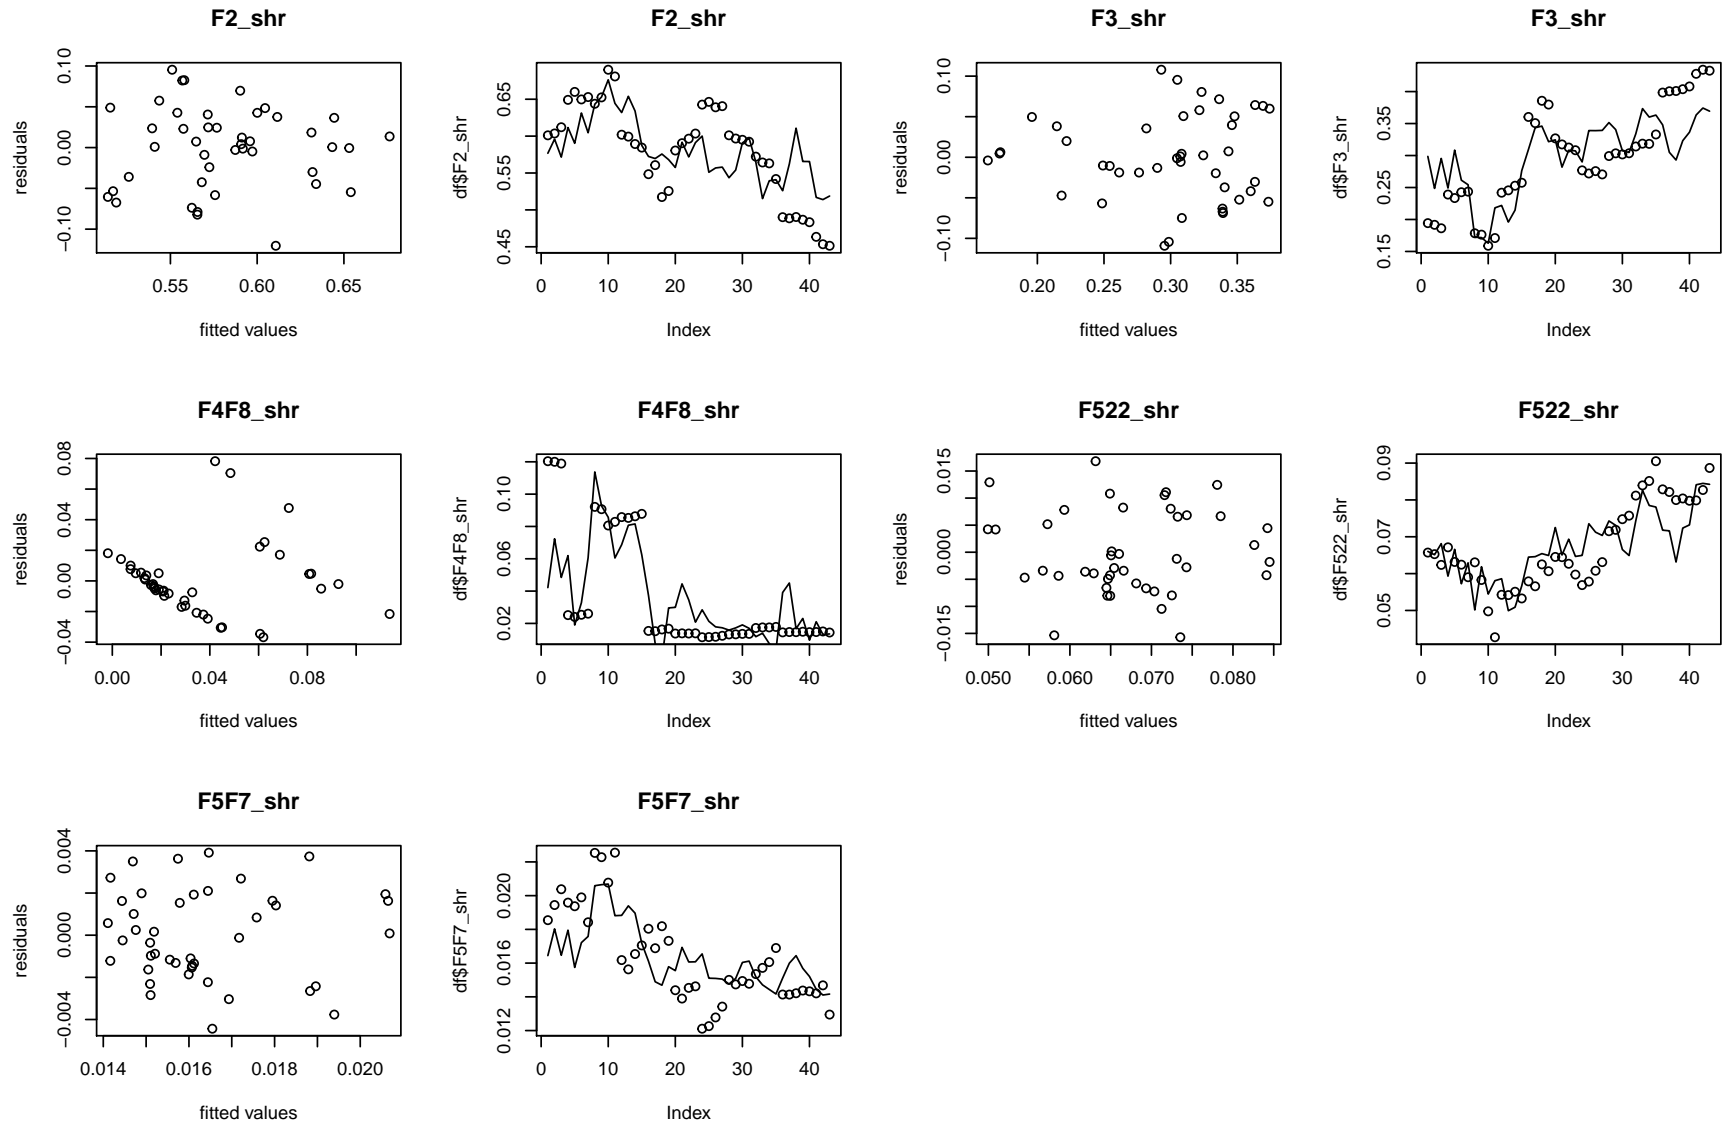 F2_shr
residuals
−0.10 0.00 0.10
0.55 0.60 0.65
fitted values
F2_shr
df$F2_shr
0.45 0.55 0.65
0 10 20 30 40
Index
F3_shr
residuals
−0.10 0.00 0.10
0.20 0.25 0.30 0.35
fitted values
F3_shr
df$F3_shr
0.15 0.25 0.35
0 10 20 30 40
Index
F4F8_shr
residuals
−0.04 0.00 0.04 0.08
0.00 0.04 0.08
fitted values
F4F8_shr
df$F4F8_shr
0.02 0.06 0.10
0 10 20 30 40
Index
F522_shr
residuals
−0.015 0.000 0.015
0.050 0.060 0.070 0.080
fitted values
F522_shr
df$F522_shr
0.05 0.07 0.09
0 10 20 30 40
Index
F5F7_shr
residuals
−0.004 0.000 0.004
0.014 0.016 0.018 0.020
fitted values
F5F7_shr
df$F5F7_shr
0.012 0.016 0.020
0 10 20 30 40
Index